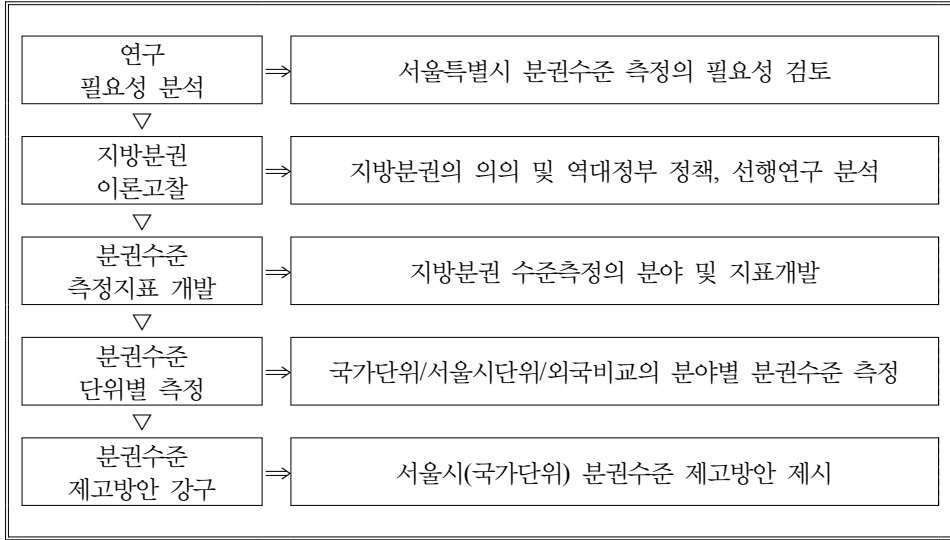 연구
필요성 분석
⇒
서울특별시 분권수준 측정의 필요성 검토
▽
지방분권
이론고찰
⇒
지방분권의 의의 및 역대정부 정책, 선행연구 분석
▽
분권수준
측정지표 개발
⇒
지방분권 수준측정의 분야 및 지표개발
▽
분권수준
단위별 측정
⇒
국가단위/서울시단위/외국비교의 분야별 분권수준 측정
▽
분권수준
제고방안 강구
⇒
서울시(국가단위) 분권수준 제고방안 제시